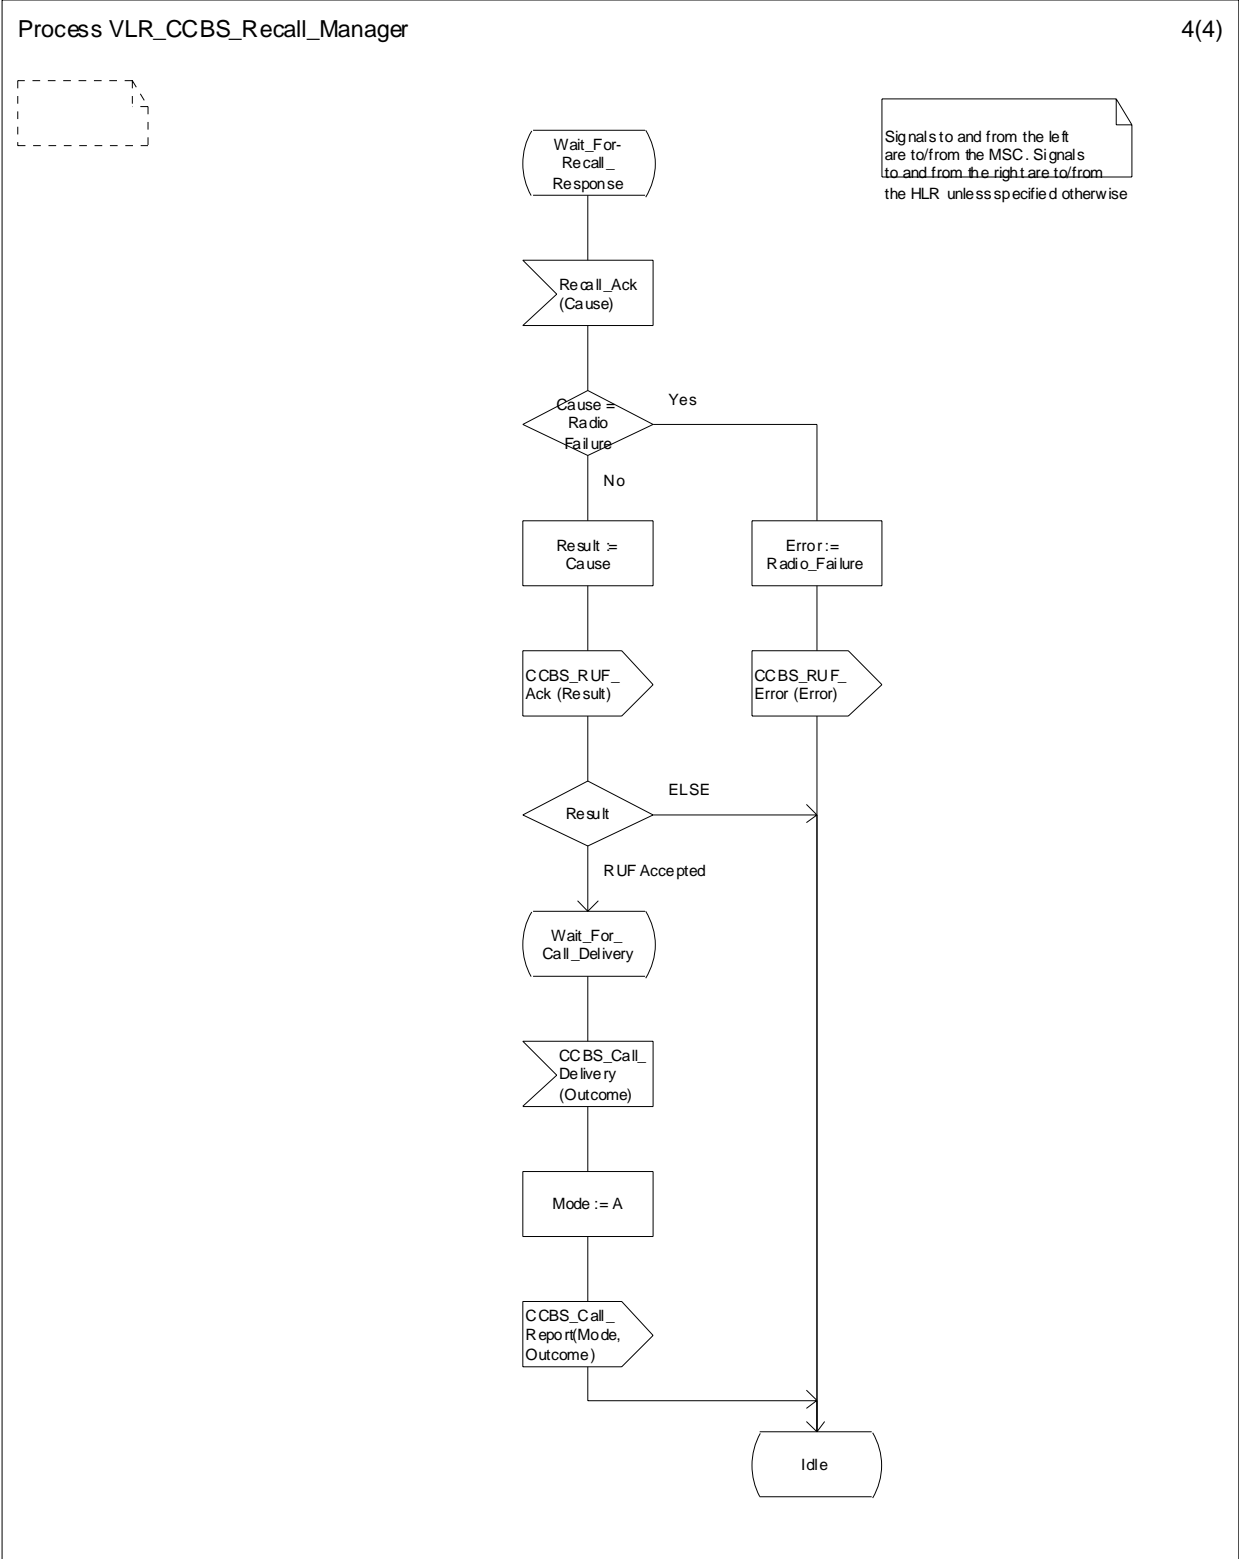 Process VLR_CCBS_Recall_Manager
4(4)
Signals to and from the left
are to/from the MSC. Signals
to and from the right are to/from
the HLR unless specified otherwise
Wait_For-
Recall_
Response
Recall_Ack
(Cause)
Cause =
Radio
Failure
Yes
No
Result :=
Cause
Error :=
Radio_Failure
CCBS_RUF_
Ack (Result)
CCBS_RUF_
Error (Error)
Result
ELSE
RUF Accepted
Wait_For_
Call_Delivery
CCBS_Call_
Delivery
(Outcome)
Mode := A
CCBS_Call_
Report(Mode,
Outcome)
Idle